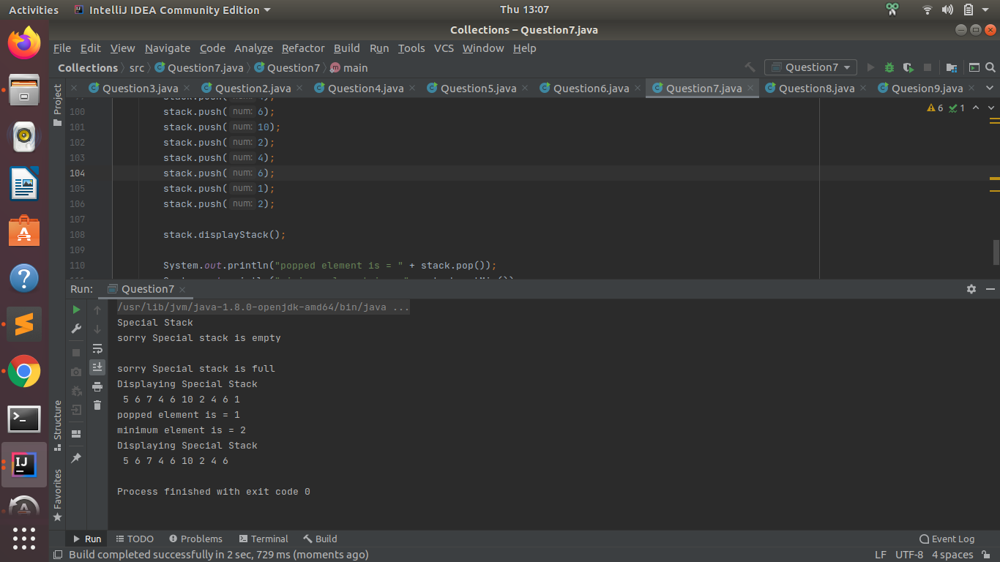 Activities IntelliJ IDEA Community Edition Thu 13:07
Collections – Question7.java
File Edit View Navigate Code Analyze Refactor Build Run Tools VCS Window Help
Collections src Question7.java Question7 main Question7
Question3.java Question2.java Question4.java Question5.java Question6.java Question7.java Question8.java Quesion9.java
Project
100 stack.push( num: 6);
6 1
101 stack.push( num: 10);
102 stack.push( num: 2);
103 stack.push( num: 4);
104 stack.push( num: 6);
105 stack.push( num: 1);
106 stack.push( num: 2);
107
108 stack.displayStack();
109
110 System.out.println("popped element is = " + stack.pop());
Run: Question7
/usr/lib/jvm/java-1.8.0-openjdk-amd64/bin/java ...
Special Stack
sorry Special stack is empty
sorry Special stack is full
Displaying Special Stack
5 6 7 4 6 10 2 4 6 1
popped element is = 1
minimum element is = 2
Displaying Special Stack
5 6 7 4 6 10 2 4 6
Process finished with exit code 0
Structure
Favorites
Run TODO Problems Terminal Build Event Log
Build completed successfully in 2 sec, 729 ms (moments ago) LF UTF-8 4 spaces